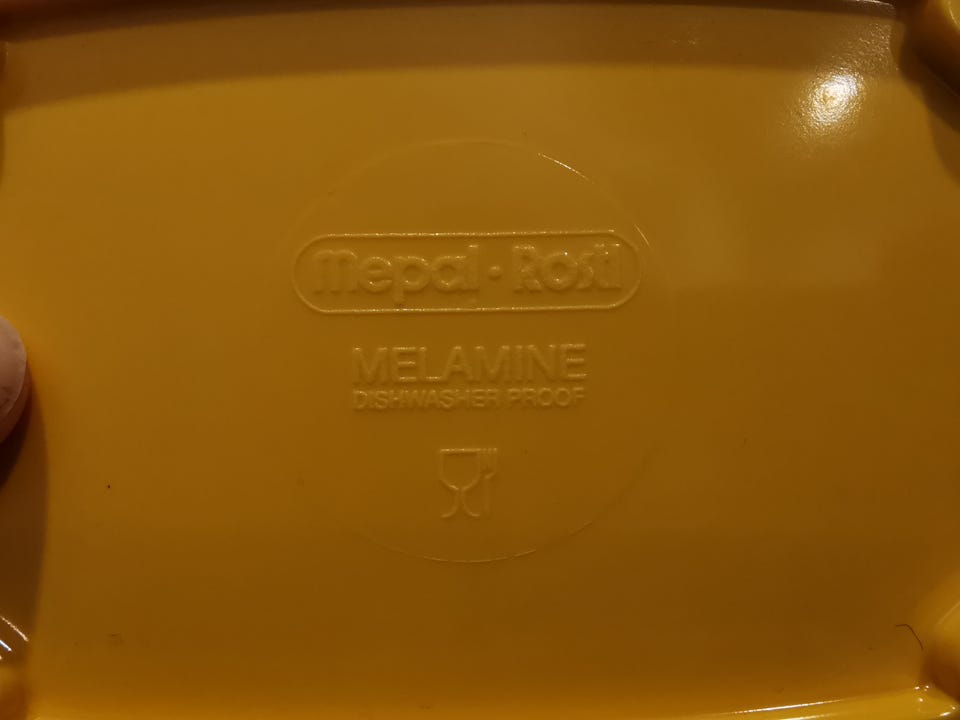 mepal • Rosti
MELAMINE
DISHWASHER PROOF